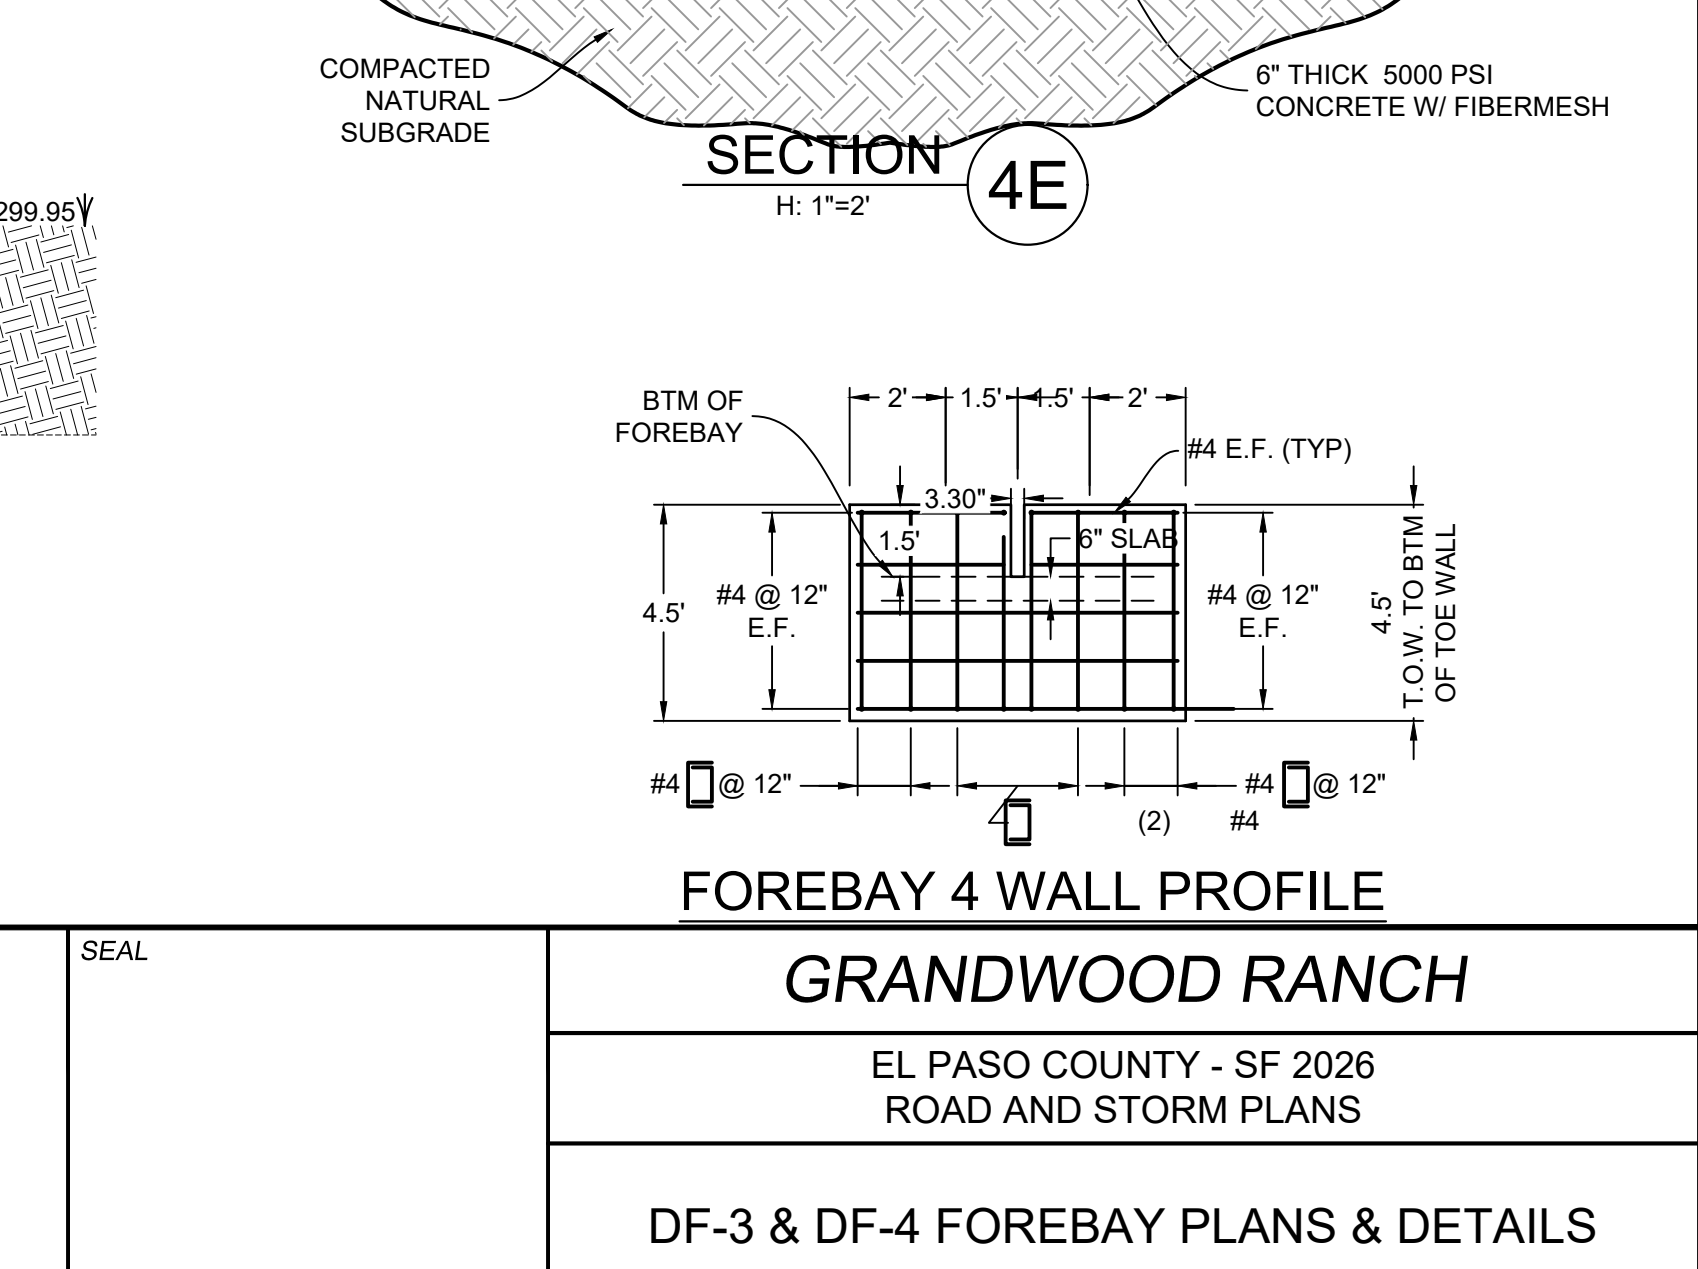 COMPACTED
NATURAL
SUBGRADE
6" THICK 5000 PSI
CONCRETE W/ FIBERMESH
SECTION
4E
H: 1"=2'
299.95
BTM OF
FOREBAY
2'
1.5'
1.5'
2'
#4 E.F. (TYP)
3.30"
1.5'
6" SLAB
4.5'
#4 @ 12"
E.F.
#4 @ 12"
E.F.
4.5'
T.O.W. TO BTM
OF TOE WALL
#4 @ 12"
#4 @ 12"
(2) #4
FOREBAY 4 WALL PROFILE
SEAL
GRANDWOOD RANCH
EL PASO COUNTY - SF 2026
ROAD AND STORM PLANS
DF-3 & DF-4 FOREBAY PLANS & DETAILS